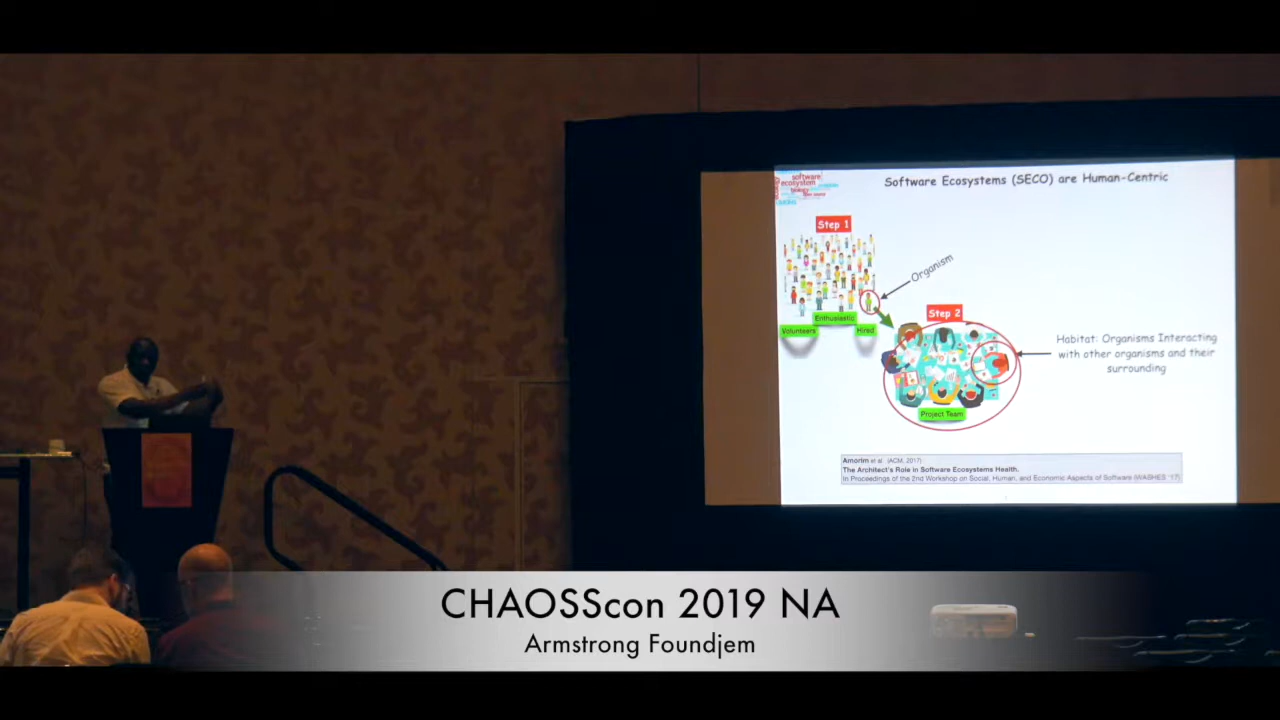 software
ecosystem
Software Ecosystems (SECO) are Human-Centric
Step 1
Organism
Enthusiastic
Volunteers
Hired
Step 2
Habitat: Organisms Interacting
with other organisms and their
surrounding
Project Team
Amorim et al. (ACM, 2017)
The Architect's Role in Software Ecosystems Health.
In Proceedings of the 2nd Workshop on Social, Human, and Economic Aspects of Software (WASHES '17)
CHAOSScon 2019 NA
Armstrong Foundjem